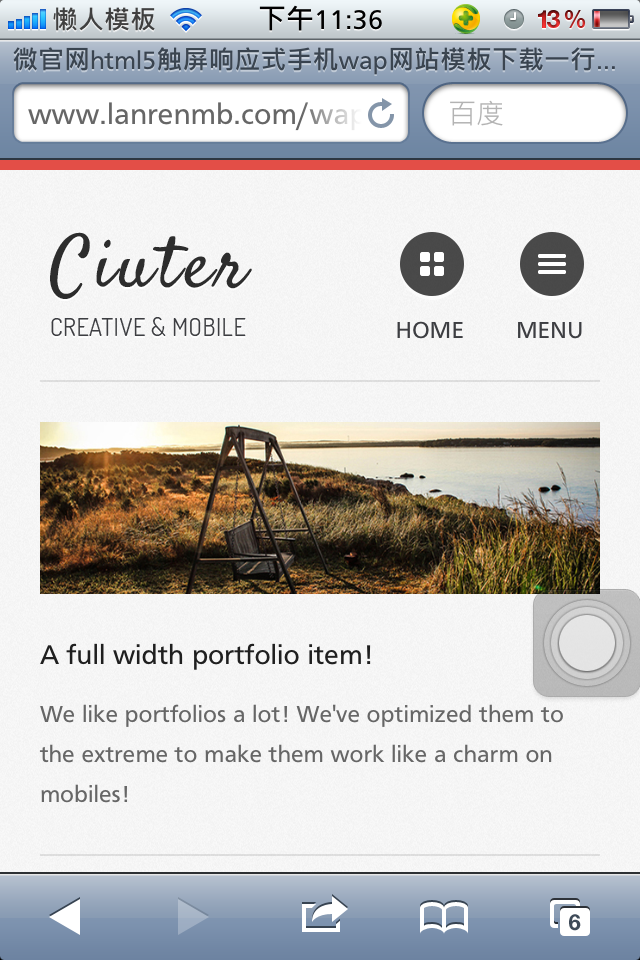 懒人模板 下午11:36 13%
微官网html5触屏响应式手机wap网站模板下载一行...
www.lanrenmb.com/wap 百度
Ciuter
CREATIVE & MOBILE
HOME MENU
A full width portfolio item!
We like portfolios a lot! We've optimized them to
the extreme to make them work like a charm on
mobiles!
6